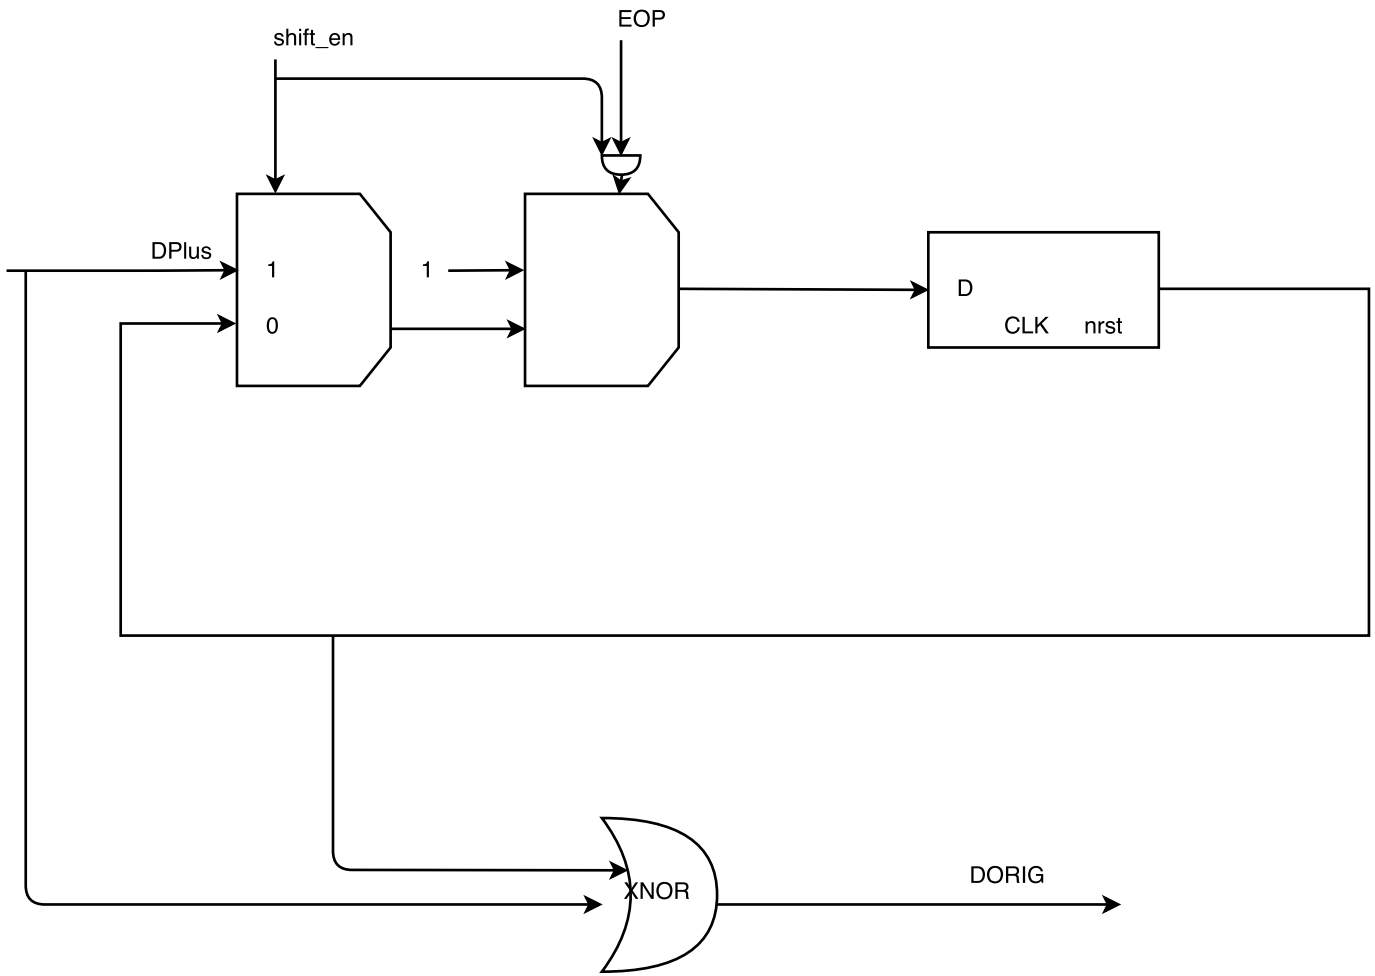 EOP
shift_en
DPlus
1
1
0
D
CLK nrst
DORIG
XNOR